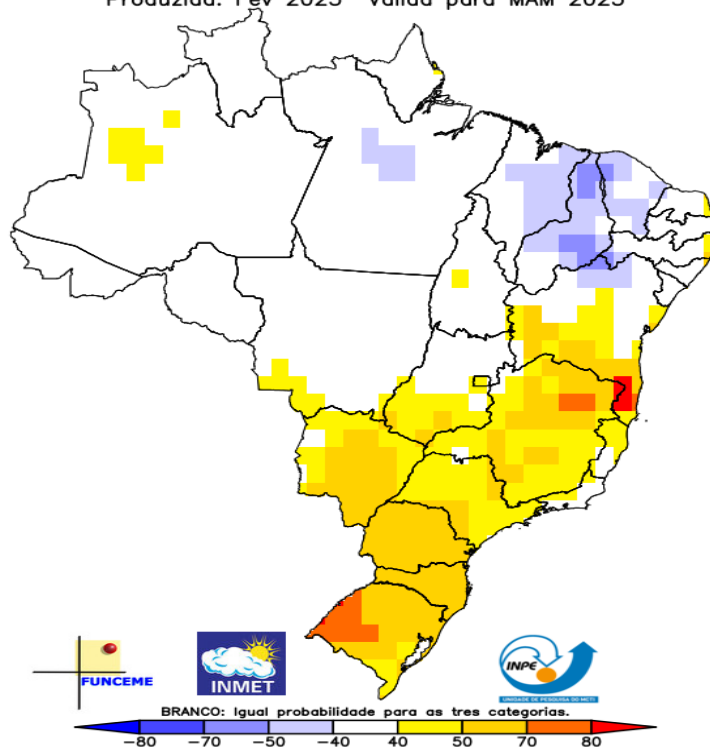 Produzida: Fev 2025 Válida para MAM 2025
FUNCEME
INMET
INPE
UNIDADE DE PESQUISA DO MCTI
BRANCO: Igual probabilidade para as tres categorias.
-80 -70 -50 -40 40 50 70 80